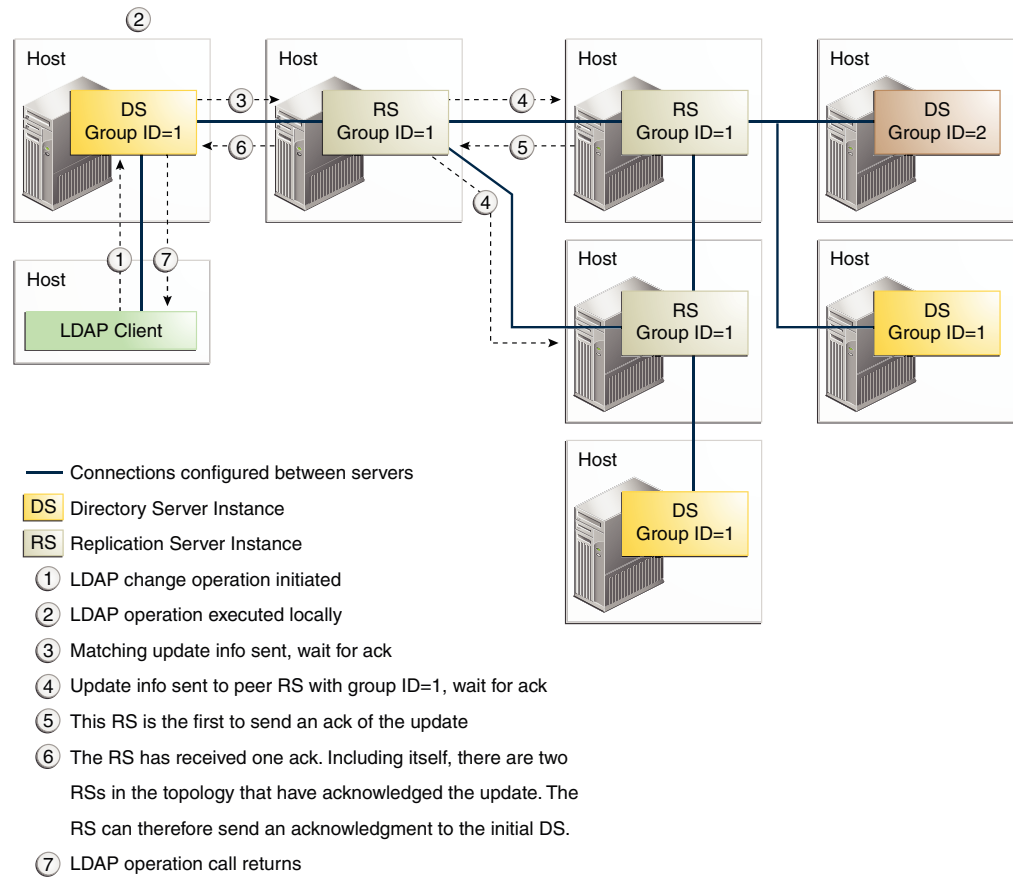 2
Host
DS
Group ID=1
3
6
Host
RS
Group ID=1
4
5
4
Host
RS
Group ID=1
Host
DS
Group ID=2
1
7
Host
LDAP Client
Host
RS
Group ID=1
Host
DS
Group ID=1
Host
DS
Group ID=1
Connections configured between servers
DS Directory Server Instance
RS Replication Server Instance
1 LDAP change operation initiated
2 LDAP operation executed locally
3 Matching update info sent, wait for ack
4 Update info sent to peer RS with group ID=1, wait for ack
5 This RS is the first to send an ack of the update
6 The RS has received one ack. Including itself, there are two
RSs in the topology that have acknowledged the update. The
RS can therefore send an acknowledgment to the initial DS.
7 LDAP operation call returns